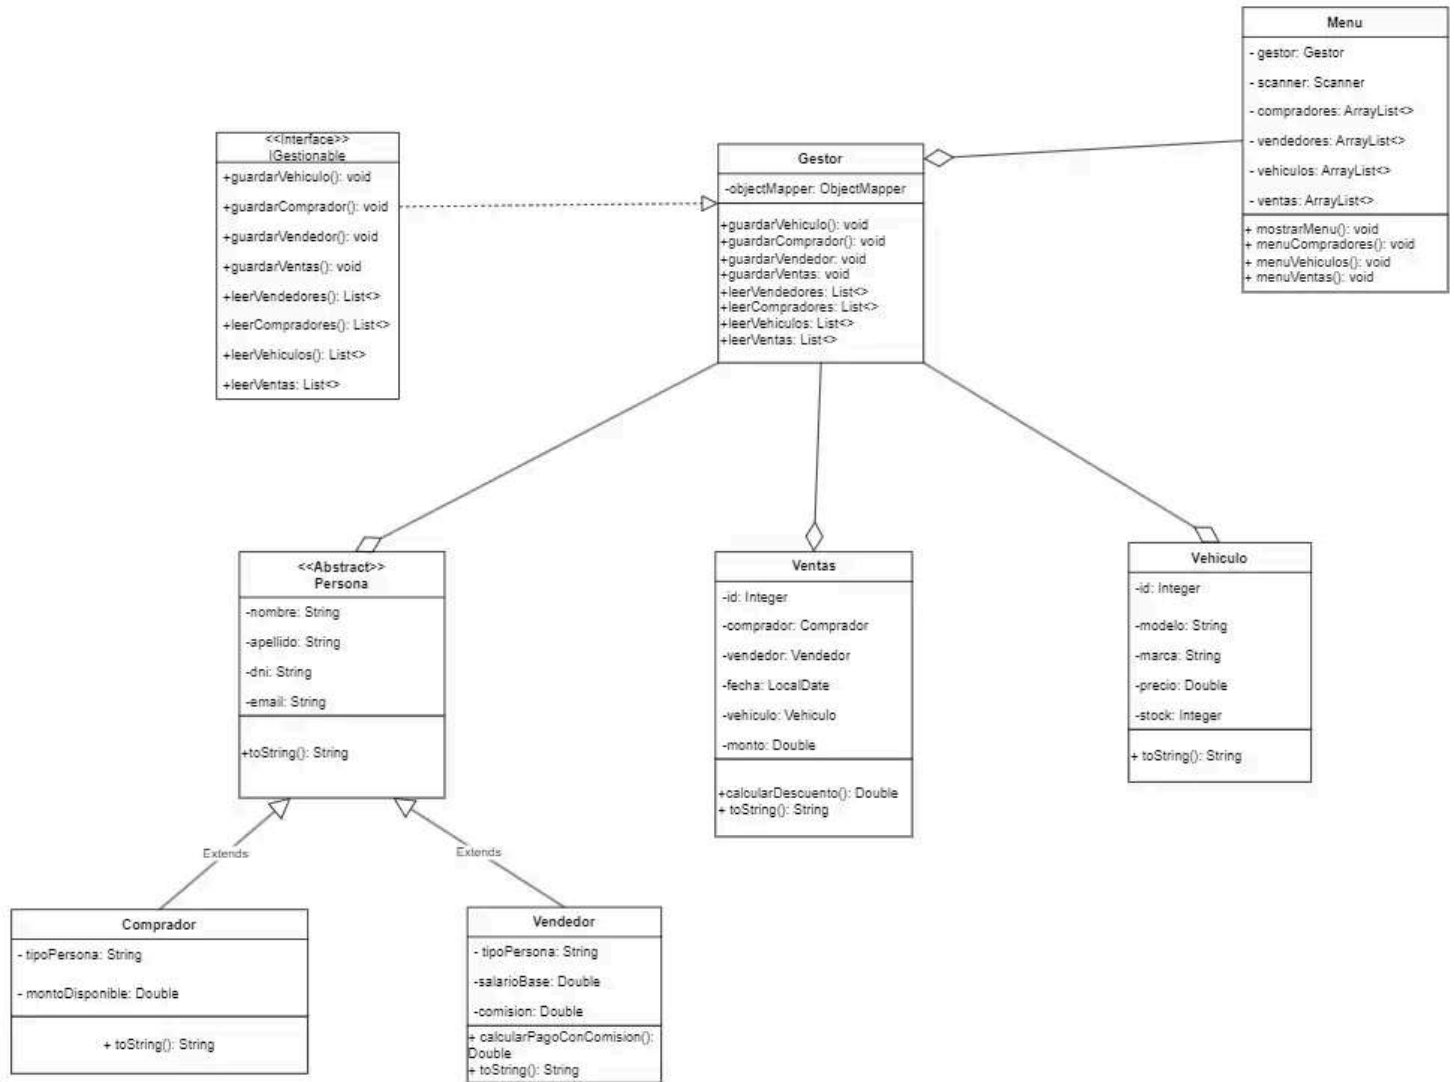 Menu
- gestor: Gestor
- scanner: Scanner
- compradores: ArrayList<>
- vendedores: ArrayList<>
- vehiculos: ArrayList<>
- ventas: ArrayList<>
+ mostrarMenu(): void
+ menuCompradores(): void
+ menuVehiculos(): void
+ menuVentas(): void
<<Interface>>
IGestionable
+guardarVehiculo(): void
+guardarComprador(): void
+guardarVendedor(): void
+guardarVentas(): void
+leerVendedores(): List<>
+leerCompradores(): List<>
+leerVehiculos(): List<>
+leerVentas: List<>
Gestor
-objectMapper: ObjectMapper
+guardarVehiculo(): void
+guardarComprador(): void
+guardarVendedor: void
+guardarVentas: void
+leerVendedores: List<>
+leerCompradores: List<>
+leerVehiculos: List<>
+leerVentas: List<>
<<Abstract>>
Persona
-nombre: String
-apellido: String
-dni: String
-email: String
+toString(): String
Ventas
-id: Integer
-comprador: Comprador
-vendedor: Vendedor
-fecha: LocalDate
-vehiculo: Vehiculo
-monto: Double
+calcularDescuento(): Double
+ toString(): String
Vehiculo
-id: Integer
-modelo: String
-marca: String
-precio: Double
-stock: Integer
+ toString(): String
Extends
Extends
Comprador
- tipoPersona: String
- montoDisponible: Double
+ toString(): String
Vendedor
- tipoPersona: String
-salarioBase: Double
-comision: Double
+ calcularPagoConComision():
Double
+ toString(): String